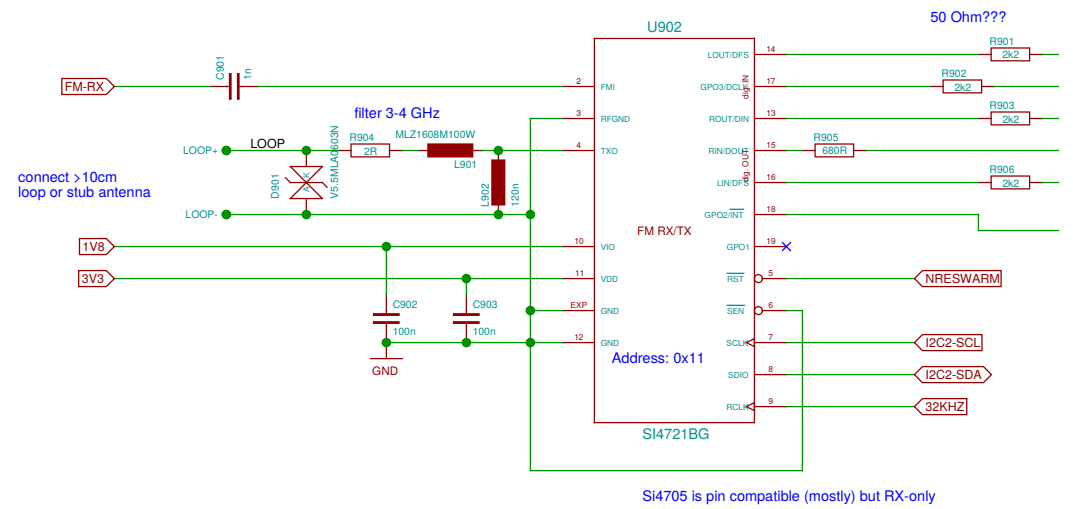 50 Ohm???
U902
C901
1n
FM-RX
2
FMI
3
RFGND
filter 3-4 GHz
LOOP+
LOOP
R904
2R
MLZ1608M100W
L901
4
TXO
D901
V5.5MLA0603N
A
K
L902
120n
connect >10cm
loop or stub antenna
LOOP-
FM RX/TX
1V8
10
VIO
3V3
11
VDD
C902
100n
C903
100n
EXP
GND
12
GND
GND
Address: 0x11
LOUT/DFS
14
R901
2k2
GPO3/DCLK
17
R902
2k2
dig. IN
ROUT/DIN
13
R903
2k2
RIN/DOUT
15
R905
680R
dig. OUT
LIN/DFS
16
R906
2k2
GPO2/INT
18
GPO1
19
RST
5
NRESWARM
SEN
6
SCLK
7
I2C2-SCL
SDIO
8
I2C2-SDA
RCLK
9
32KHZ
SI4721BG
Si4705 is pin compatible (mostly) but RX-only